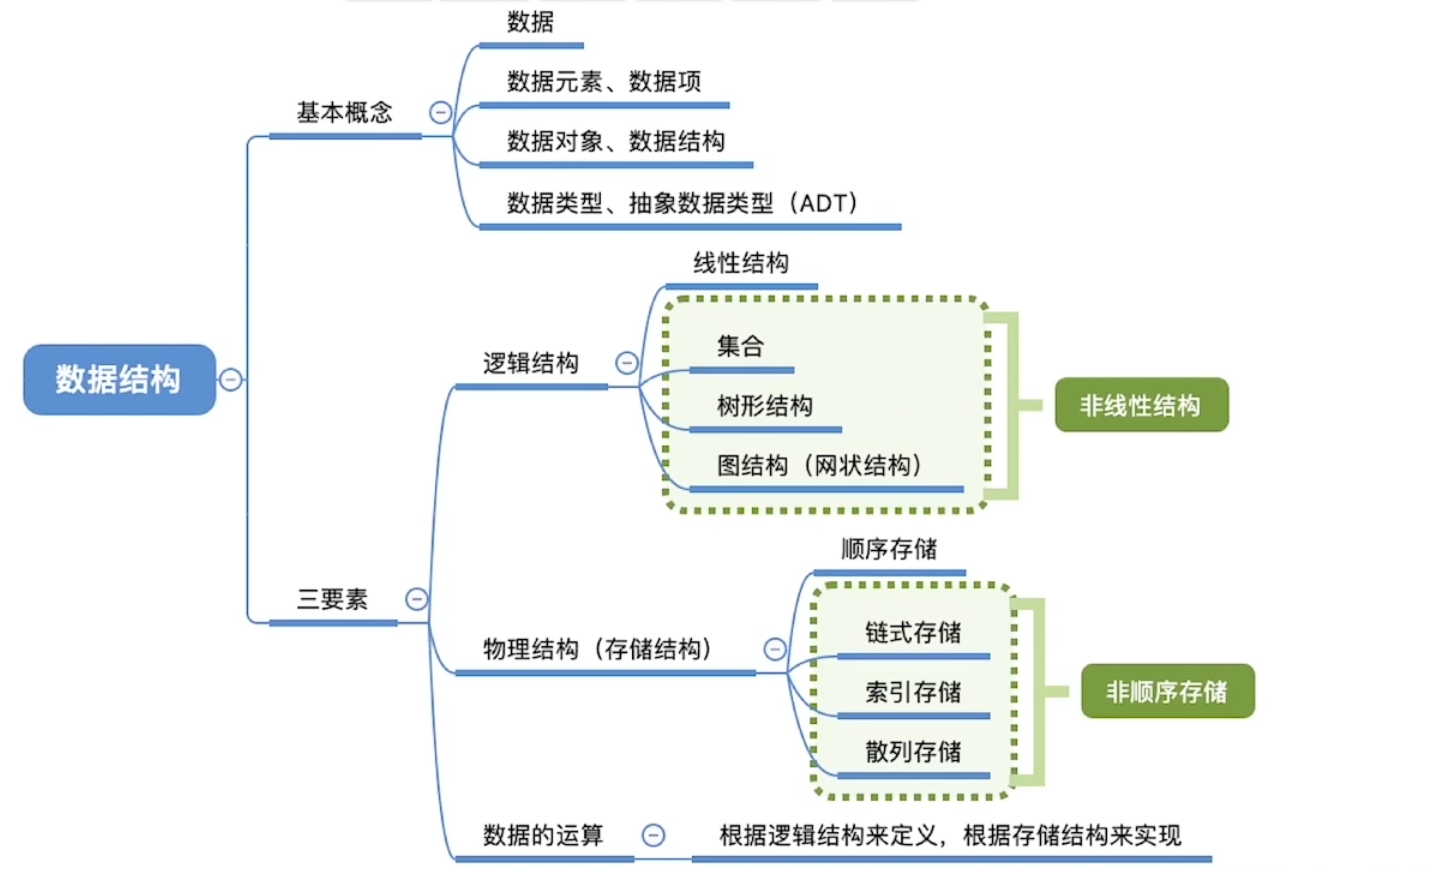 数据
数据元素、数据项
基本概念
数据对象、数据结构
数据类型、抽象数据类型（ADT）
线性结构
集合
逻辑结构
数据结构
树形结构
非线性结构
图结构（网状结构）
顺序存储
三要素
链式存储
物理结构（存储结构）
索引存储
非顺序存储
散列存储
数据的运算
根据逻辑结构来定义，根据存储结构来实现